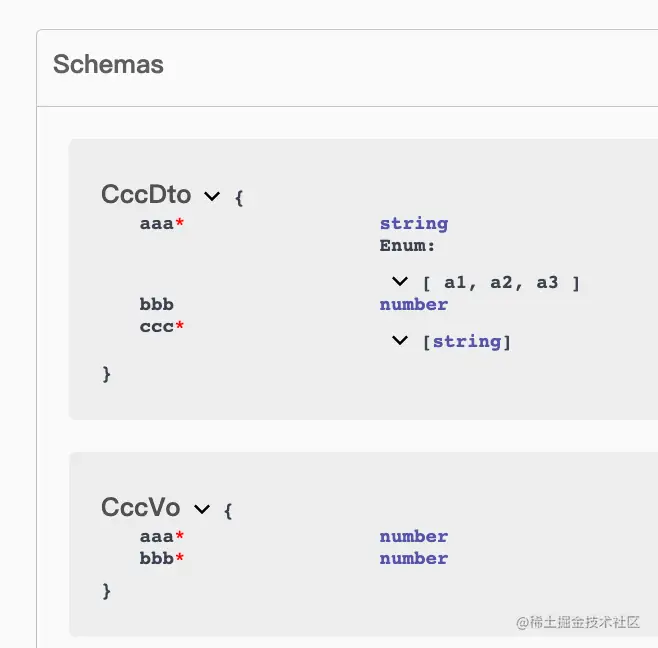 Schemas
CccDto {
aaa* string
Enum:
[ a1, a2, a3 ]
bbb number
ccc*
[string]
}
CccVo {
aaa* number
bbb* number
}
@稀土掘金技术社区